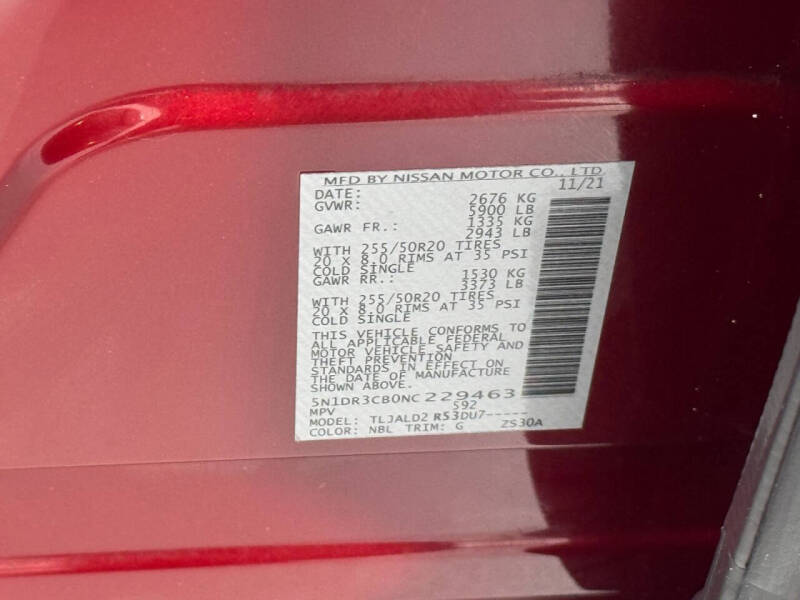 MFD BY NISSAN MOTOR CO., LTD.
DATE: 11/21
GVWR: 2676 KG
5900 LB
GAWR FR.: 1335 KG
2943 LB
WITH 255/50R20 TIRES
20 X 8.0 RIMS AT 35 PSI
COLD SINGLE
GAWR RR.: 1530 KG
3373 LB
WITH 255/50R20 TIRES
20 X 8.0 RIMS AT 35 PSI
COLD SINGLE
THIS VEHICLE CONFORMS TO
ALL APPLICABLE FEDERAL
MOTOR VEHICLE SAFETY AND
THEFT PREVENTION
STANDARDS IN EFFECT ON
THE DATE OF MANUFACTURE
SHOWN ABOVE.
5N1DR3CB0NC 229463
MPV 592
MODEL: TLJALD2 RS3DU7-----
COLOR: NBL TRIM: G ZS30A